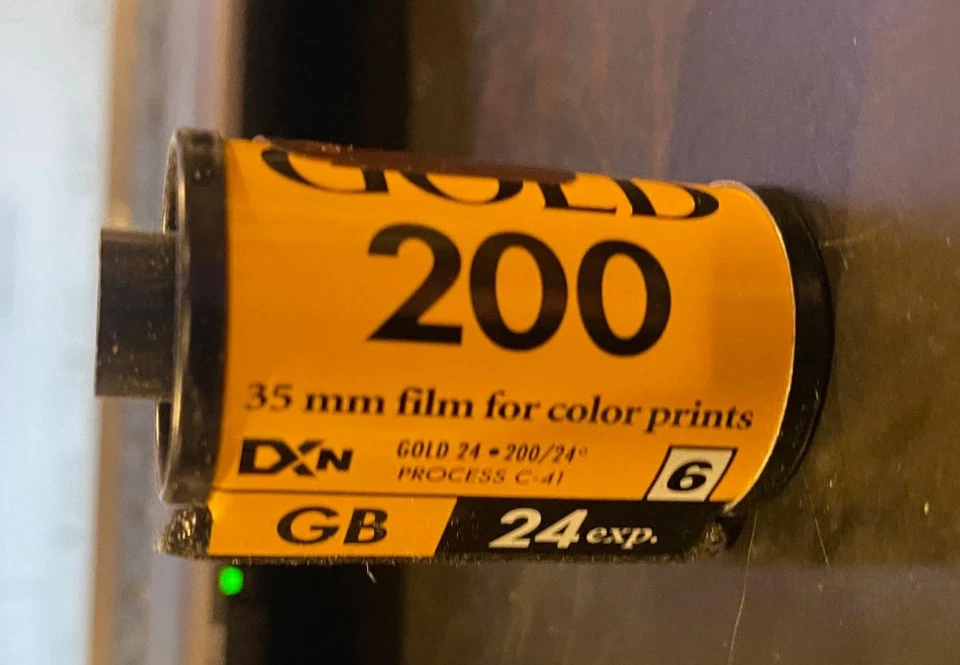 GOLD
200
35 mm film for color prints
DXN GOLD 24 • 200/24°
PROCESS C-41
6
GB 24 exp.